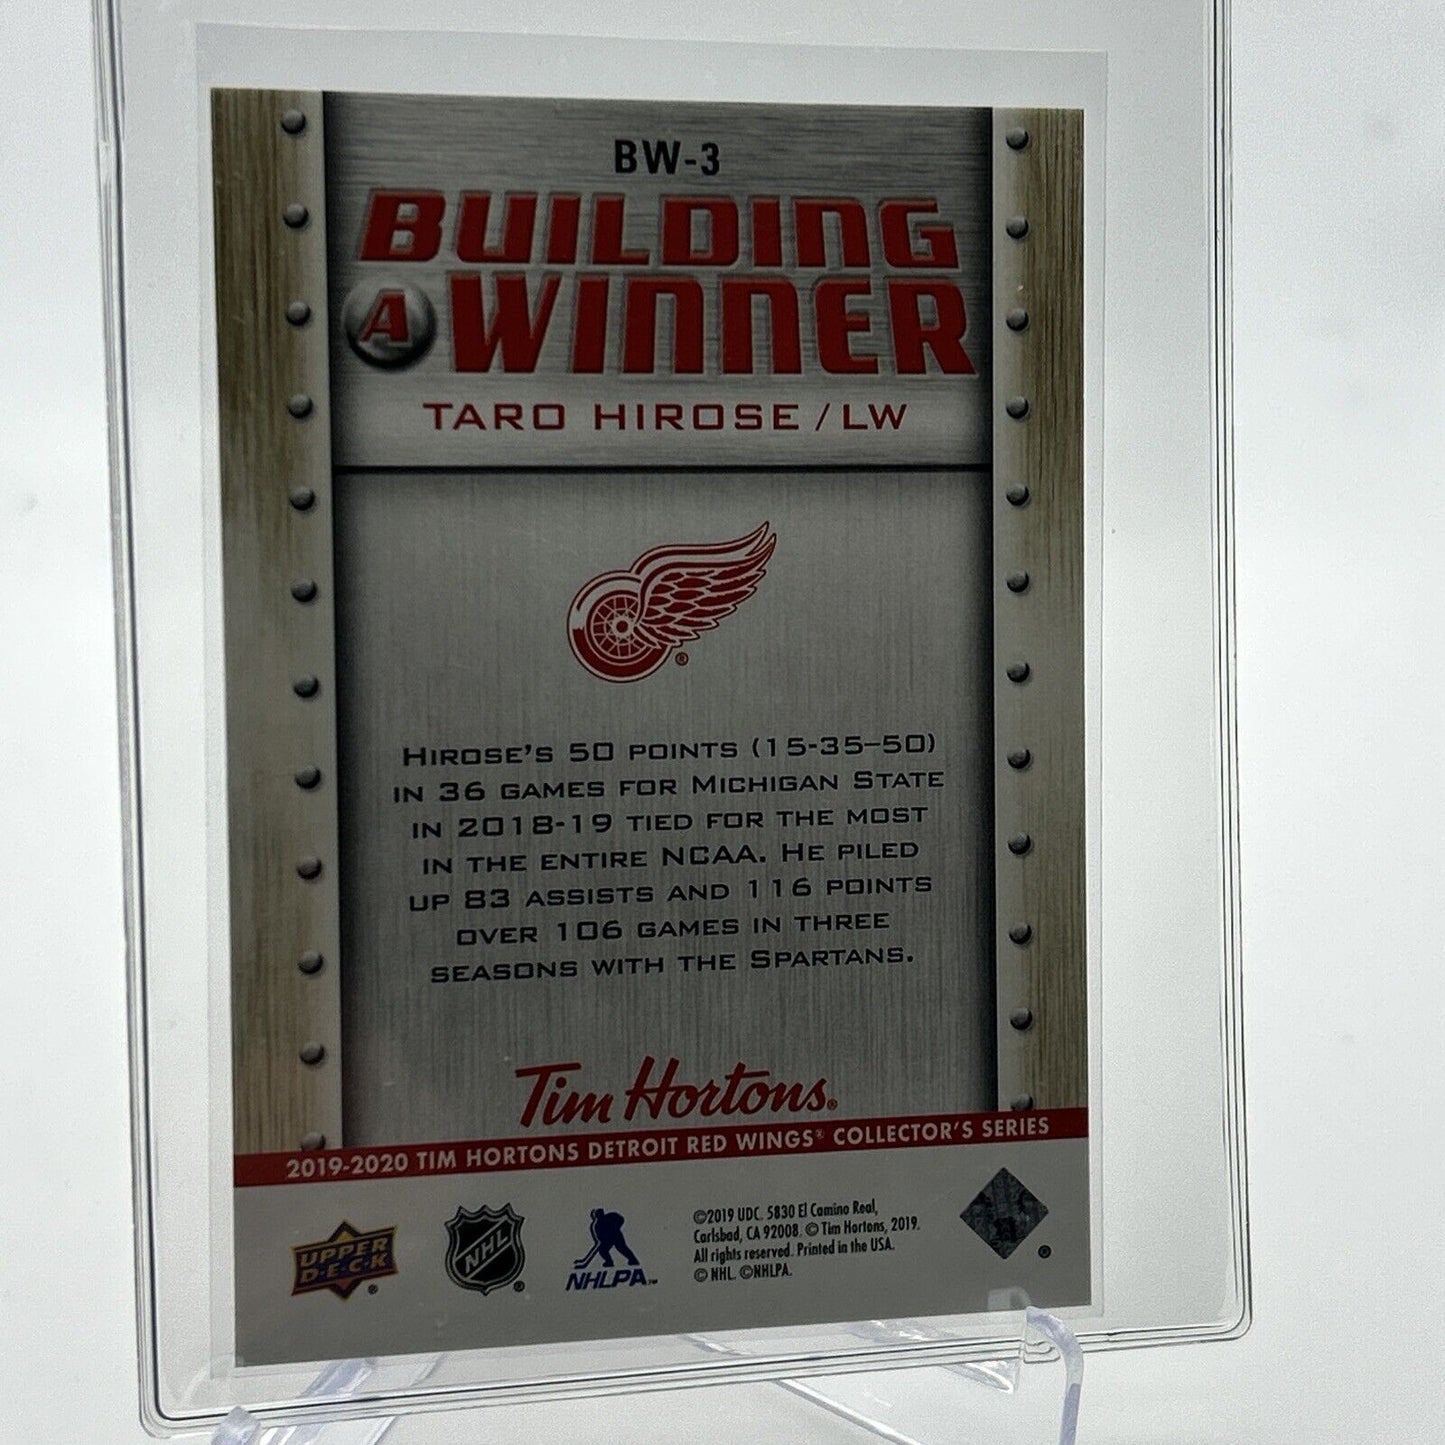 BW-3
BUILDING
A WINNER
TARO HIROSE / LW
®
HIROSE'S 50 POINTS (15-35–50)
IN 36 GAMES FOR MICHIGAN STATE
IN 2018-19 TIED FOR THE MOST
IN THE ENTIRE NCAA. HE PILED
UP 83 ASSISTS AND 116 POINTS
OVER 106 GAMES IN THREE
SEASONS WITH THE SPARTANS.
Tim Hortons®
2019-2020 TIM HORTONS DETROIT RED WINGS® COLLECTOR'S SERIES
UPPER
D·E·C·K®
NHL®
NHLPA™
©2019 UDC. 5830 El Camino Real,
Carlsbad, CA 92008. © Tim Hortons, 2019.
All rights reserved. Printed in the USA.
© NHL. ©NHLPA.
®